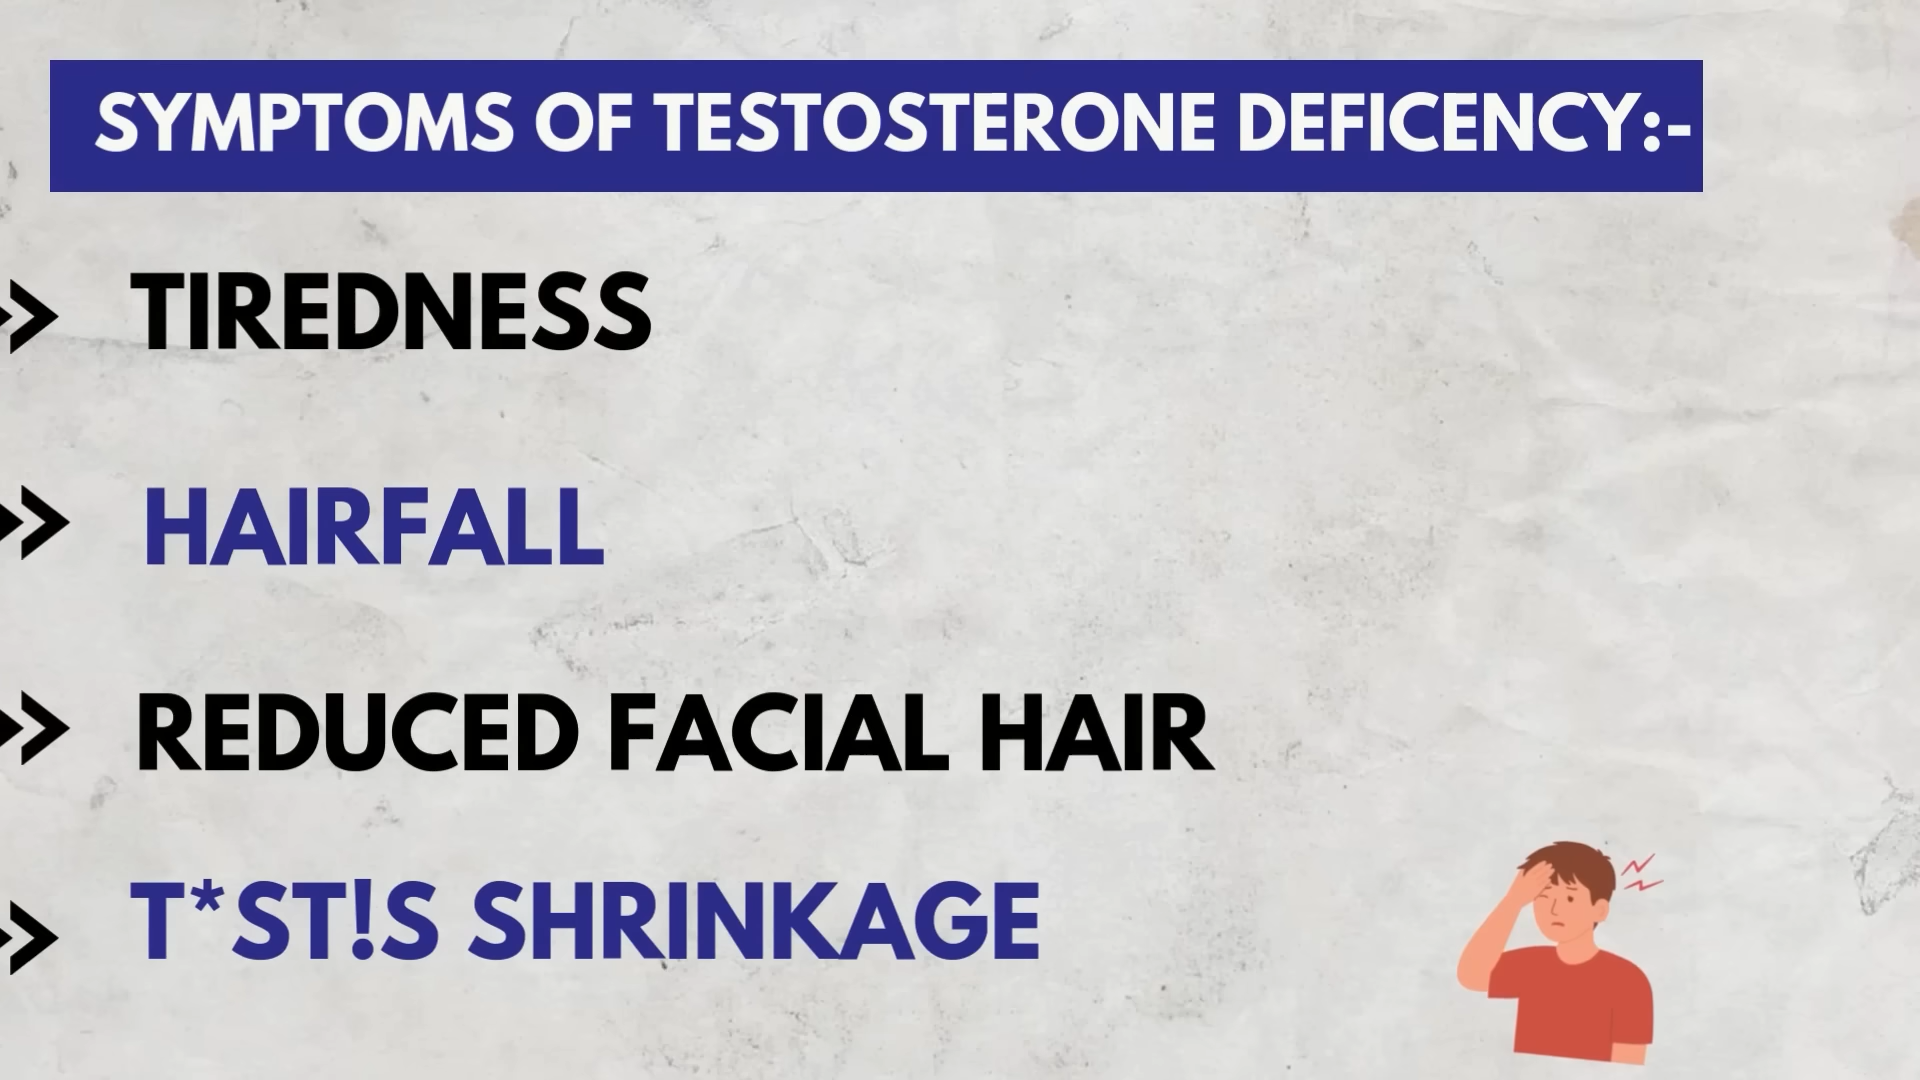 SYMPTOMS OF TESTOSTERONE DEFICENCY:-
TIREDNESS
HAIRFALL
REDUCED FACIAL HAIR
T*ST!S SHRINKAGE